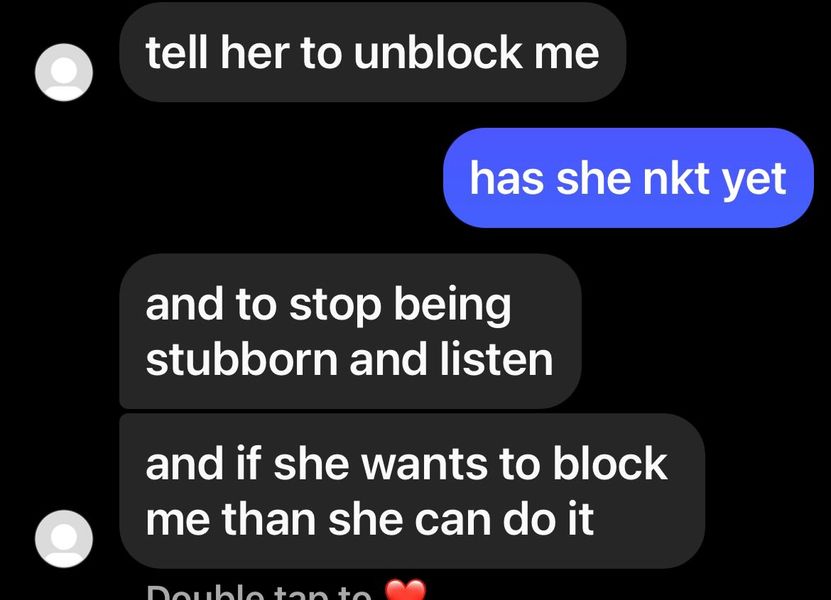 tell her to unblock me
has she nkt yet
and to stop being
stubborn and listen
and if she wants to block
me than she can do it
Double tap to ❤️